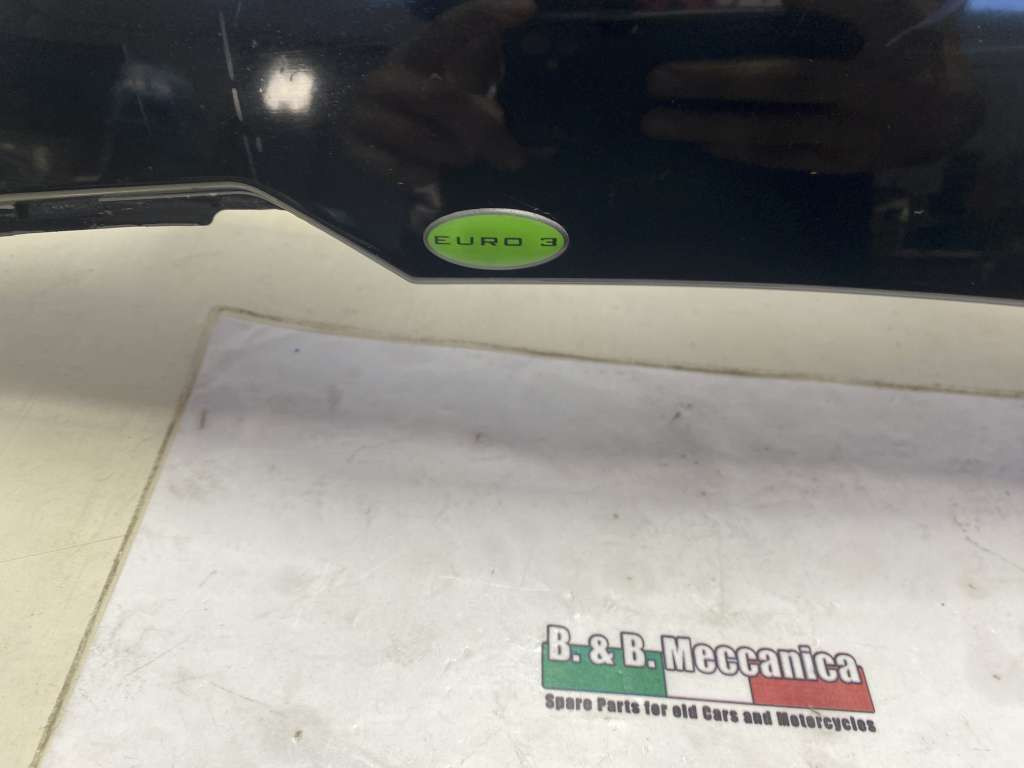 EURO 3
B. & B. Meccanica
Spare Parts for old Cars and Motorcycles